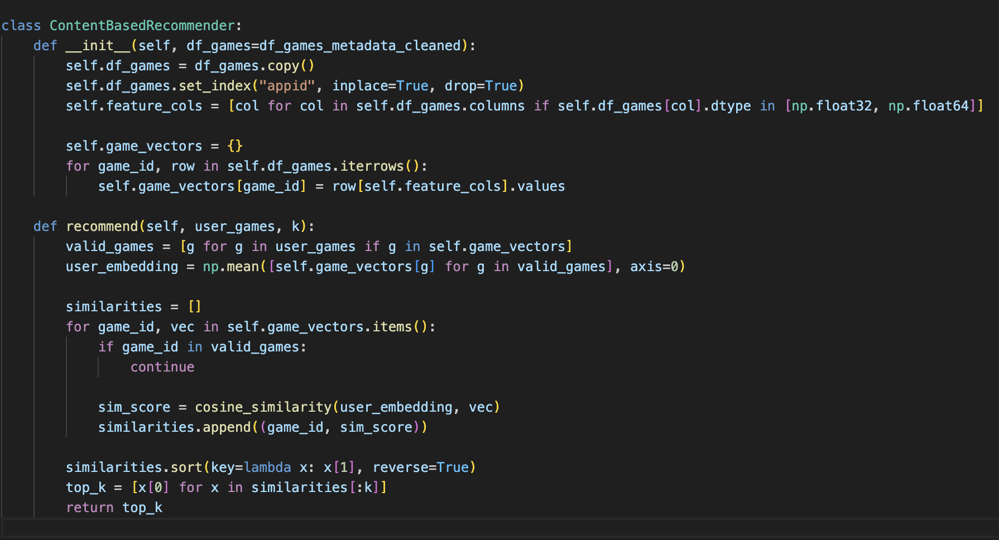 class ContentBasedRecommender:
    def __init__(self, df_games=df_games_metadata_cleaned):
        self.df_games = df_games.copy()
        self.df_games.set_index("appid", inplace=True, drop=True)
        self.feature_cols = [col for col in self.df_games.columns if self.df_games[col].dtype in [np.float32, np.float64]]

        self.game_vectors = {}
        for game_id, row in self.df_games.iterrows():
            self.game_vectors[game_id] = row[self.feature_cols].values

    def recommend(self, user_games, k):
        valid_games = [g for g in user_games if g in self.game_vectors]
        user_embedding = np.mean([self.game_vectors[g] for g in valid_games], axis=0)

        similarities = []
        for game_id, vec in self.game_vectors.items():
            if game_id in valid_games:
                continue

            sim_score = cosine_similarity(user_embedding, vec)
            similarities.append((game_id, sim_score))

        similarities.sort(key=lambda x: x[1], reverse=True)
        top_k = [x[0] for x in similarities[:k]]
        return top_k